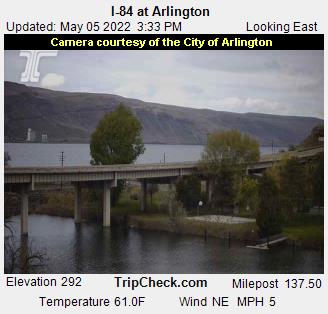 I-84 at Arlington
Updated: May 05 2022 3:33 PM Looking East
Camera courtesy of the City of Arlington
Elevation 292 TripCheck.com Milepost 137.50
Temperature 61.0F Wind NE MPH 5